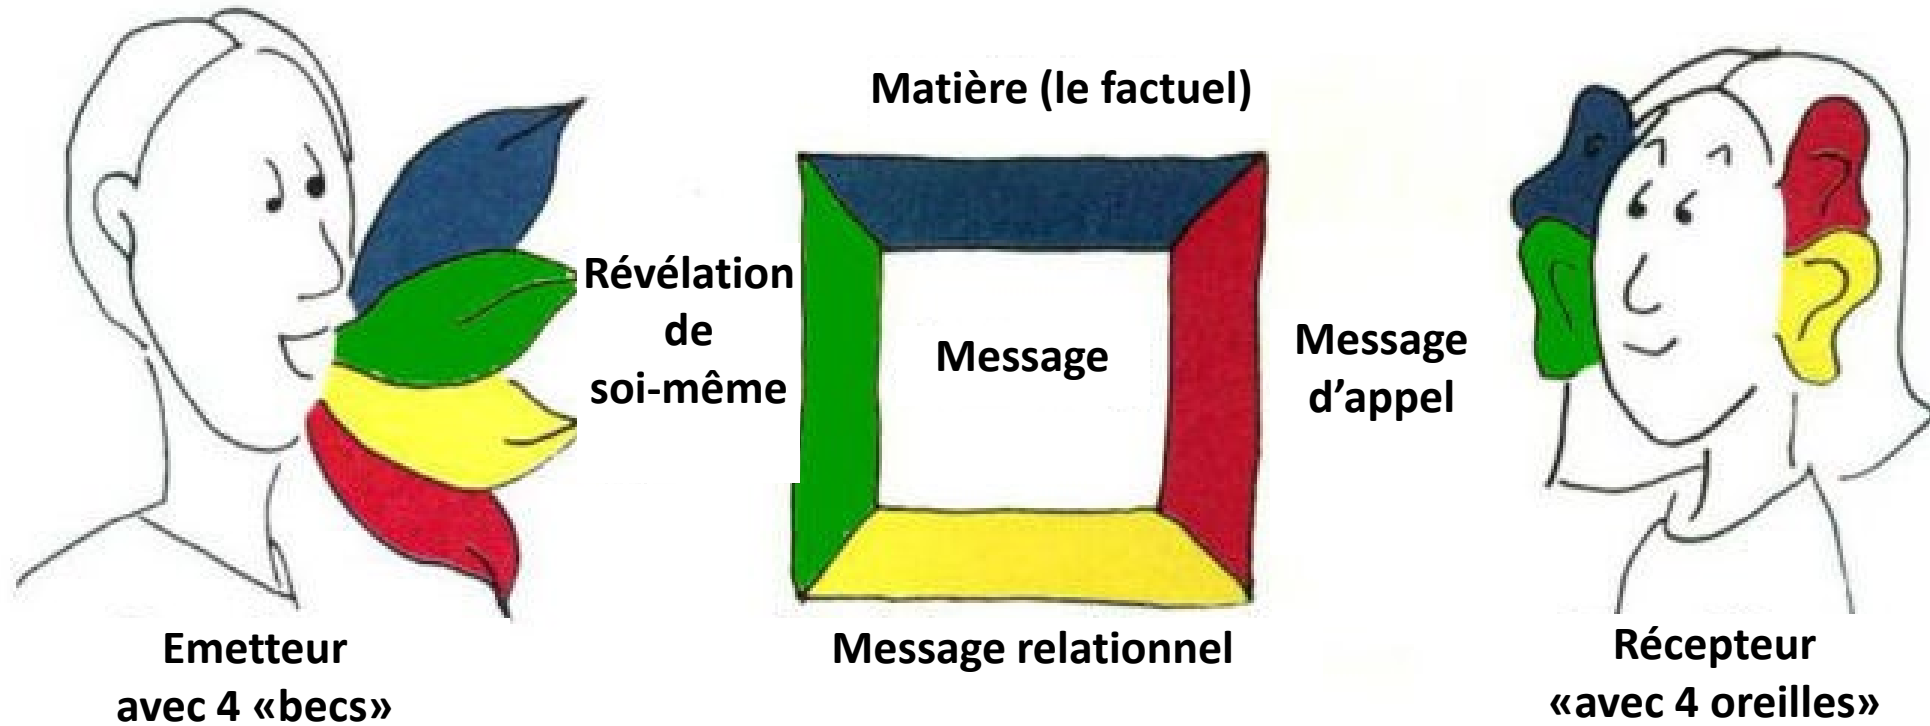 Matière (le factuel)
Révélation
de
soi-même
Message
Message
d’appel
Message relationnel
Emetteur
avec 4 «becs»
Récepteur
«avec 4 oreilles»